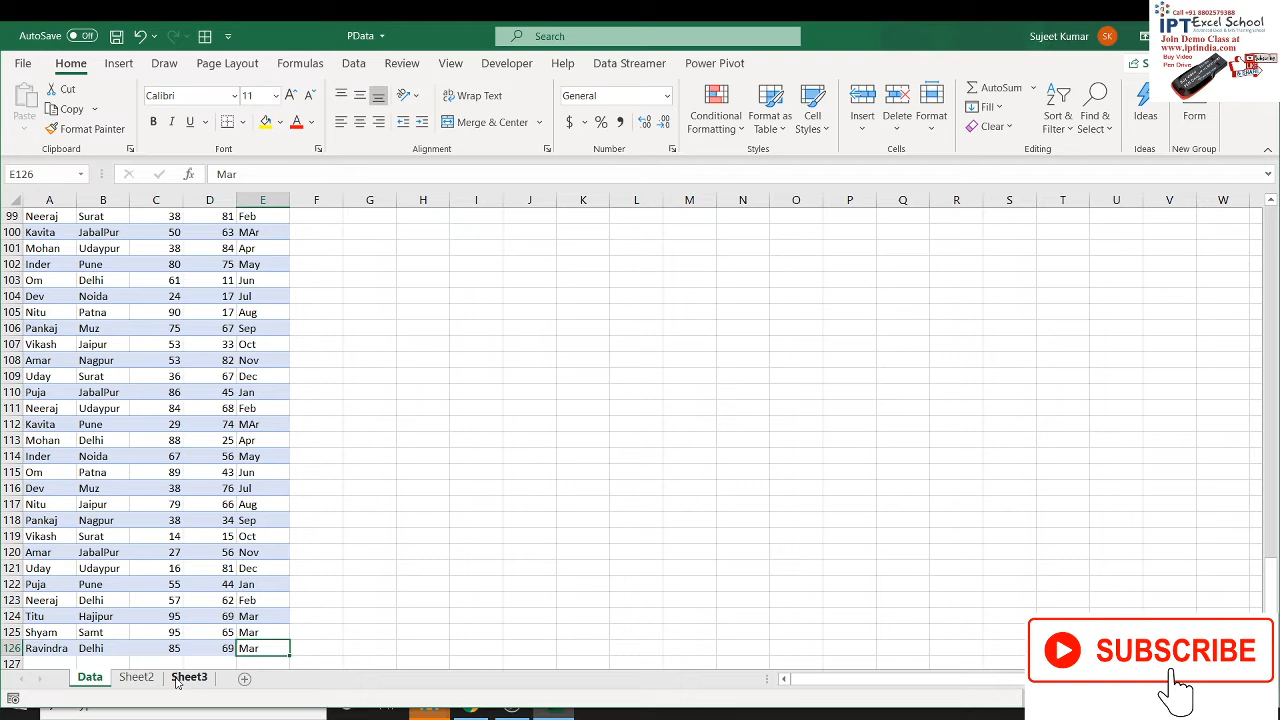 AutoSave Off PData Search Sujeet Kumar SK
File Home Insert Draw Page Layout Formulas Data Review View Developer Help Data Streamer Power Pivot
Cut
Copy
Format Painter
Paste
Clipboard
Calibri 11
B I U
Font
Wrap Text
Merge & Center
Alignment
General
$ % ,
Number
Conditional Formatting
Format as Table
Cell Styles
Styles
Insert
Delete
Format
Cells
AutoSum
Fill
Clear
Sort & Filter
Find & Select
Editing
Ideas
Ideas
Form
New Group
Call +91 8802579388
IPT Excel School
Advanced Excel & MIS Training School
Join Demo Class at
www.iptindia.com
Buy Video
Pen Drive
E126 fx Mar
A B C D E F G H I J K L M N O P Q R S T U V W
99 Neeraj Surat 38 81 Feb
100 Kavita JabalPur 50 63 MAr
101 Mohan Udaypur 38 84 Apr
102 Inder Pune 80 75 May
103 Om Delhi 61 11 Jun
104 Dev Noida 24 17 Jul
105 Nitu Patna 90 17 Aug
106 Pankaj Muz 75 67 Sep
107 Vikash Jaipur 53 33 Oct
108 Amar Nagpur 53 82 Nov
109 Uday Surat 36 67 Dec
110 Puja JabalPur 86 45 Jan
111 Neeraj Udaypur 84 68 Feb
112 Kavita Pune 29 74 MAr
113 Mohan Delhi 88 25 Apr
114 Inder Noida 67 56 May
115 Om Patna 89 43 Jun
116 Dev Muz 38 76 Jul
117 Nitu Jaipur 79 66 Aug
118 Pankaj Nagpur 38 34 Sep
119 Vikash Surat 14 15 Oct
120 Amar JabalPur 27 56 Nov
121 Uday Udaypur 16 81 Dec
122 Puja Pune 55 44 Jan
123 Neeraj Delhi 57 62 Feb
124 Titu Hajipur 95 69 Mar
125 Shyam Samt 95 65 Mar
126 Ravindra Delhi 85 69 Mar
127
Data Sheet2 Sheet3
SUBSCRIBE